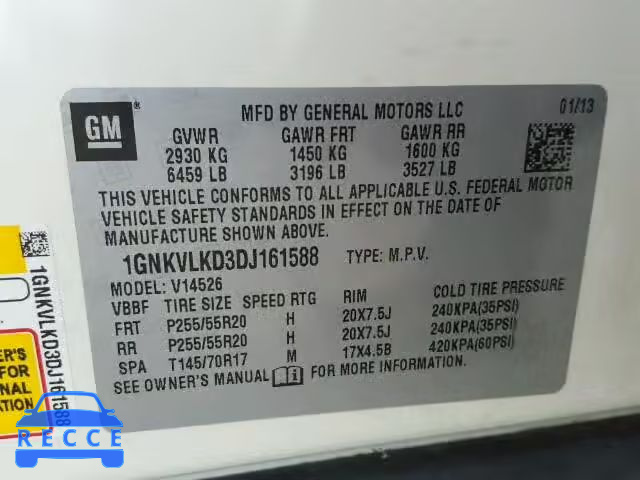 GM®
MFD BY GENERAL MOTORS LLC 01/13
GVWR GAWR FRT GAWR RR
2930 KG 1450 KG 1600 KG
6459 LB 3196 LB 3527 LB
THIS VEHICLE CONFORMS TO ALL APPLICABLE U.S. FEDERAL MOTOR
VEHICLE SAFETY STANDARDS IN EFFECT ON THE DATE OF
MANUFACTURE SHOWN ABOVE.
1GNKVLKD3DJ161588 TYPE: M.P.V.
MODEL: V14526
VBBF TIRE SIZE SPEED RTG RIM COLD TIRE PRESSURE
FRT P255/55R20 H 20X7.5J 240KPA(35PSI)
RR P255/55R20 H 20X7.5J 240KPA(35PSI)
SPA T145/70R17 M 17X4.5B 420KPA(60PSI)
SEE OWNER'S MANUAL FOR MORE INFORMATION.
1GNKVLKD3DJ161588
NER'S
FOR
NAL
ATION
RECCE